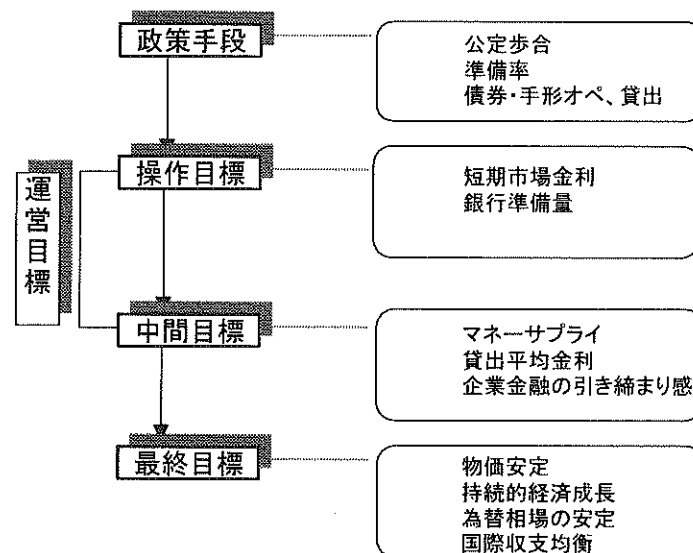 政策手段
公定歩合
準備率
債券・手形オペ、貸出
運営目標
操作目標
短期市場金利
銀行準備量
中間目標
マネーサプライ
貸出平均金利
企業金融の引き締まり感
最終目標
物価安定
持続的経済成長
為替相場の安定
国際収支均衡